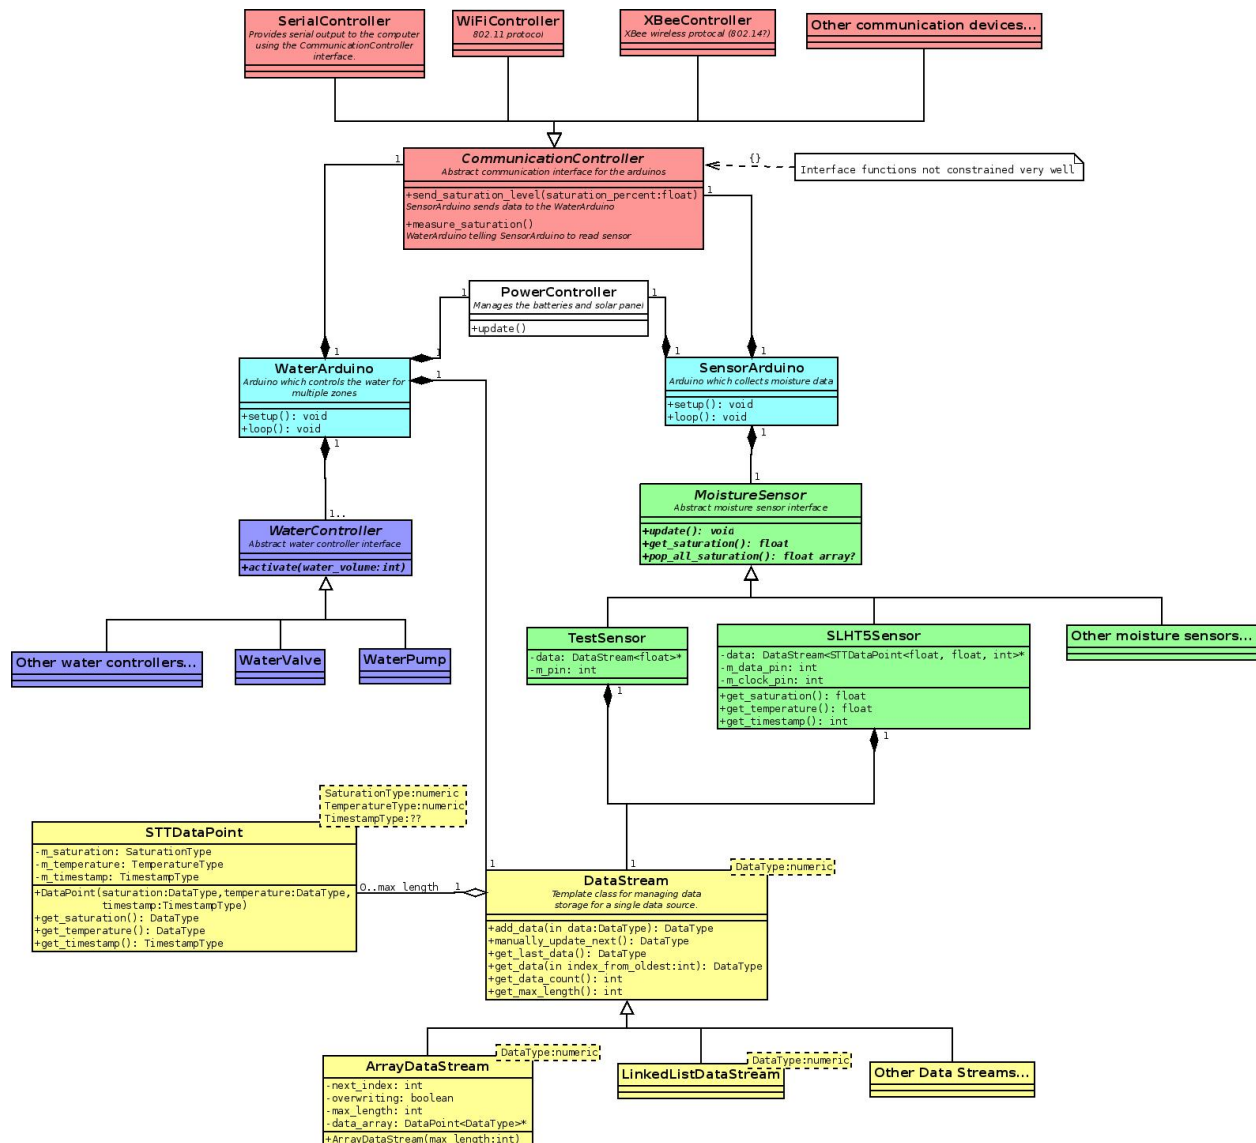 SerialController
Provides serial output to the computer
using the CommunicationController
interface.
WiFiController
802.11 protocol
XBeeController
XBee wireless protocal (802.14?)
Other communication devices...
CommunicationController
Abstract communication interface for the arduinos
+send_saturation_level(saturation_percent:float)
SensorArduino sends data to the WaterArduino
+measure_saturation()
WaterArduino telling SensorArduino to read sensor
1
1
{}
Interface functions not constrained very well
PowerController
Manages the batteries and solar panel
+update()
1
1
1
1
1
1
1
WaterArduino
Arduino which controls the water for
multiple zones
+setup(): void
+loop(): void
1
SensorArduino
Arduino which collects moisture data
+setup(): void
+loop(): void
1
1..
1
WaterController
Abstract water controller interface
+activate(water_volume:int)
MoistureSensor
Abstract moisture sensor interface
+update(): void
+get_saturation(): float
+pop_all_saturation(): float array?
Other water controllers...
WaterValve
WaterPump
TestSensor
-data: DataStream<float>*
-m_pin: int
1
SLHT5Sensor
-data: DataStream<STTDataPoint<float, float, int>*
-m_data_pin: int
-m_clock_pin: int
+get_saturation(): float
+get_temperature(): float
+get_timestamp(): int
1
Other moisture sensors...
SaturationType:numeric
TemperatureType:numeric
TimestampType:??
STTDataPoint
-m_saturation: SaturationType
-m_temperature: TemperatureType
-m_timestamp: TimestampType
+DataPoint(saturation:DataType,temperature:DataType,
timestamp:TimestampType)
+get_saturation(): DataType
+get_temperature(): DataType
+get_timestamp(): TimestampType
0..max length
1
1
1
DataType:numeric
DataStream
Template class for managing data
storage for a single data source.
+add_data(in data:DataType): DataType
+manually_update_next(): DataType
+get_last_data(): DataType
+get_data(in index_from_oldest:int): DataType
+get_data_count(): int
+get_max_length(): int
DataType:numeric
ArrayDataStream
-next_index: int
-overwriting: boolean
-max_length: int
-data_array: DataPoint<DataType>*
+ArrayDataStream(max_length:int)
DataType:numeric
LinkedListDataStream
Other Data Streams...